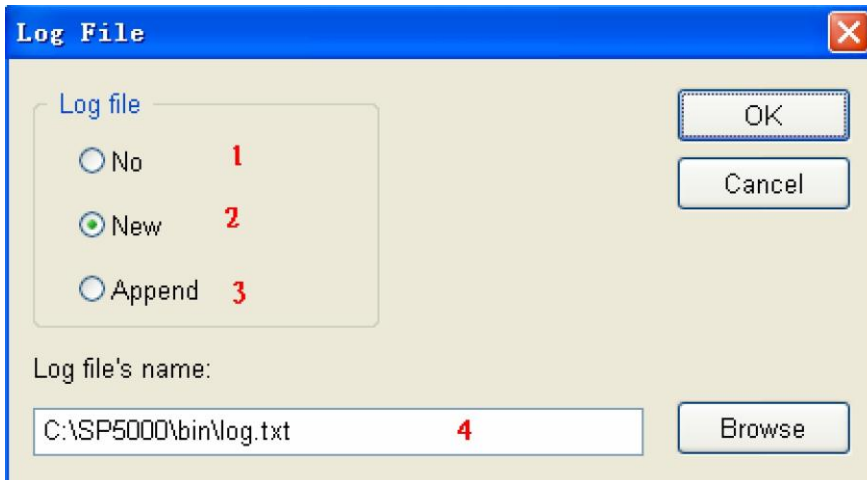 Log File
Log file
No 1
New 2
Append 3
OK
Cancel
Log file's name:
C:\SP5000\bin\log.txt 4
Browse